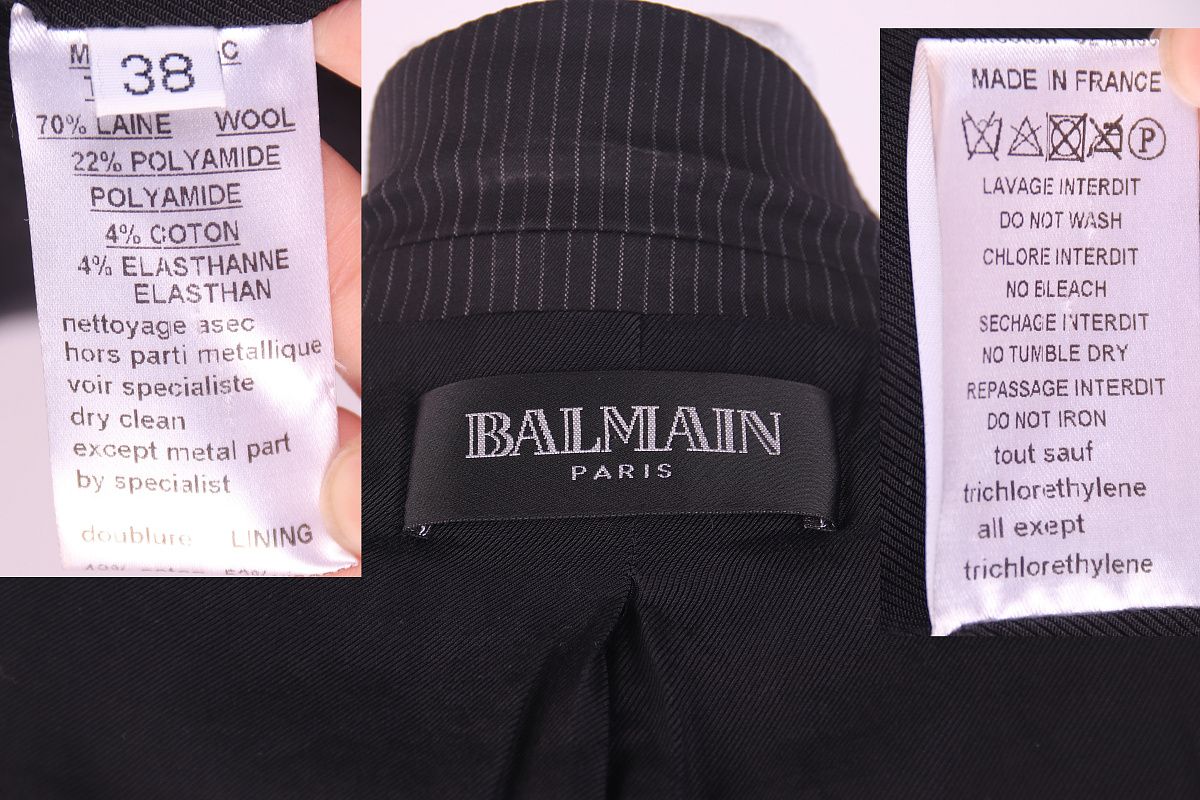 38
70% LAINE WOOL
22% POLYAMIDE
POLYAMIDE
4% COTON
4% ELASTHANNE
ELASTHAN
nettoyage asec
hors parti metallique
voir specialiste
dry clean
except metal part
by specialist
doublure LINING
BALMAIN
PARIS
MADE IN FRANCE
P
LAVAGE INTERDIT
DO NOT WASH
CHLORE INTERDIT
NO BLEACH
SECHAGE INTERDIT
NO TUMBLE DRY
REPASSAGE INTERDIT
DO NOT IRON
tout sauf
trichlorethylene
all exept
trichlorethylene